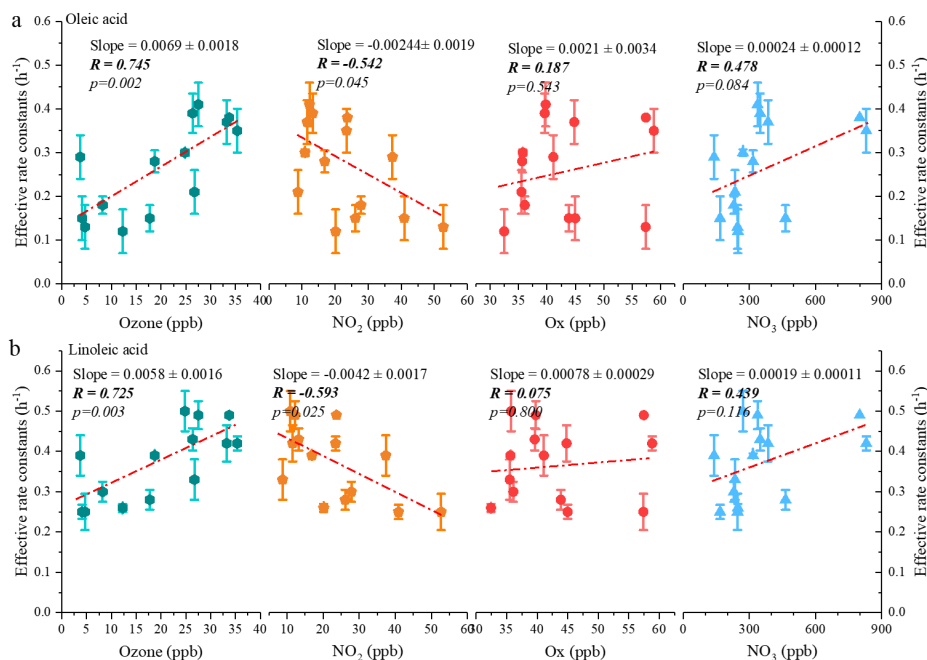 a
Oleic acid
Slope = 0.0069 ± 0.0018
R = 0.745
p=0.002
Slope = -0.00244± 0.0019
R = -0.542
p=0.045
Slope = 0.0021 ± 0.0034
R = 0.187
p=0.543
Slope = 0.00024 ± 0.00012
R = 0.478
p=0.084
Effective rate constants (h⁻¹)
0.6
0.5
0.4
0.3
0.2
0.1
0.0
0.6
0.5
0.4
0.3
0.2
0.1
0.0
Effective rate constants (h⁻¹)
0 5 10 15 20 25 30 35 40
10 20 30 40 50 60
30 35 40 45 50 55 60
300 600 900
Ozone (ppb)
NO₂ (ppb)
Ox (ppb)
NO₃ (ppb)
b
Linoleic acid
Slope = 0.0058 ± 0.0016
R = 0.725
p=0.003
Slope = -0.0042 ± 0.0017
R = -0.593
p=0.025
Slope = 0.00078 ± 0.00029
R = 0.075
p=0.800
Slope = 0.00019 ± 0.00011
R = 0.439
p=0.116
Effective rate constants (h⁻¹)
0.6
0.5
0.4
0.3
0.2
0.1
0.0
0.6
0.5
0.4
0.3
0.2
0.1
0.0
Effective rate constants (h⁻¹)
0 5 10 15 20 25 30 35 40
10 20 30 40 50
35 40 45 50 55 60
300 600 900
Ozone (ppb)
NO₂ (ppb)
Ox (ppb)
NO₃ (ppb)